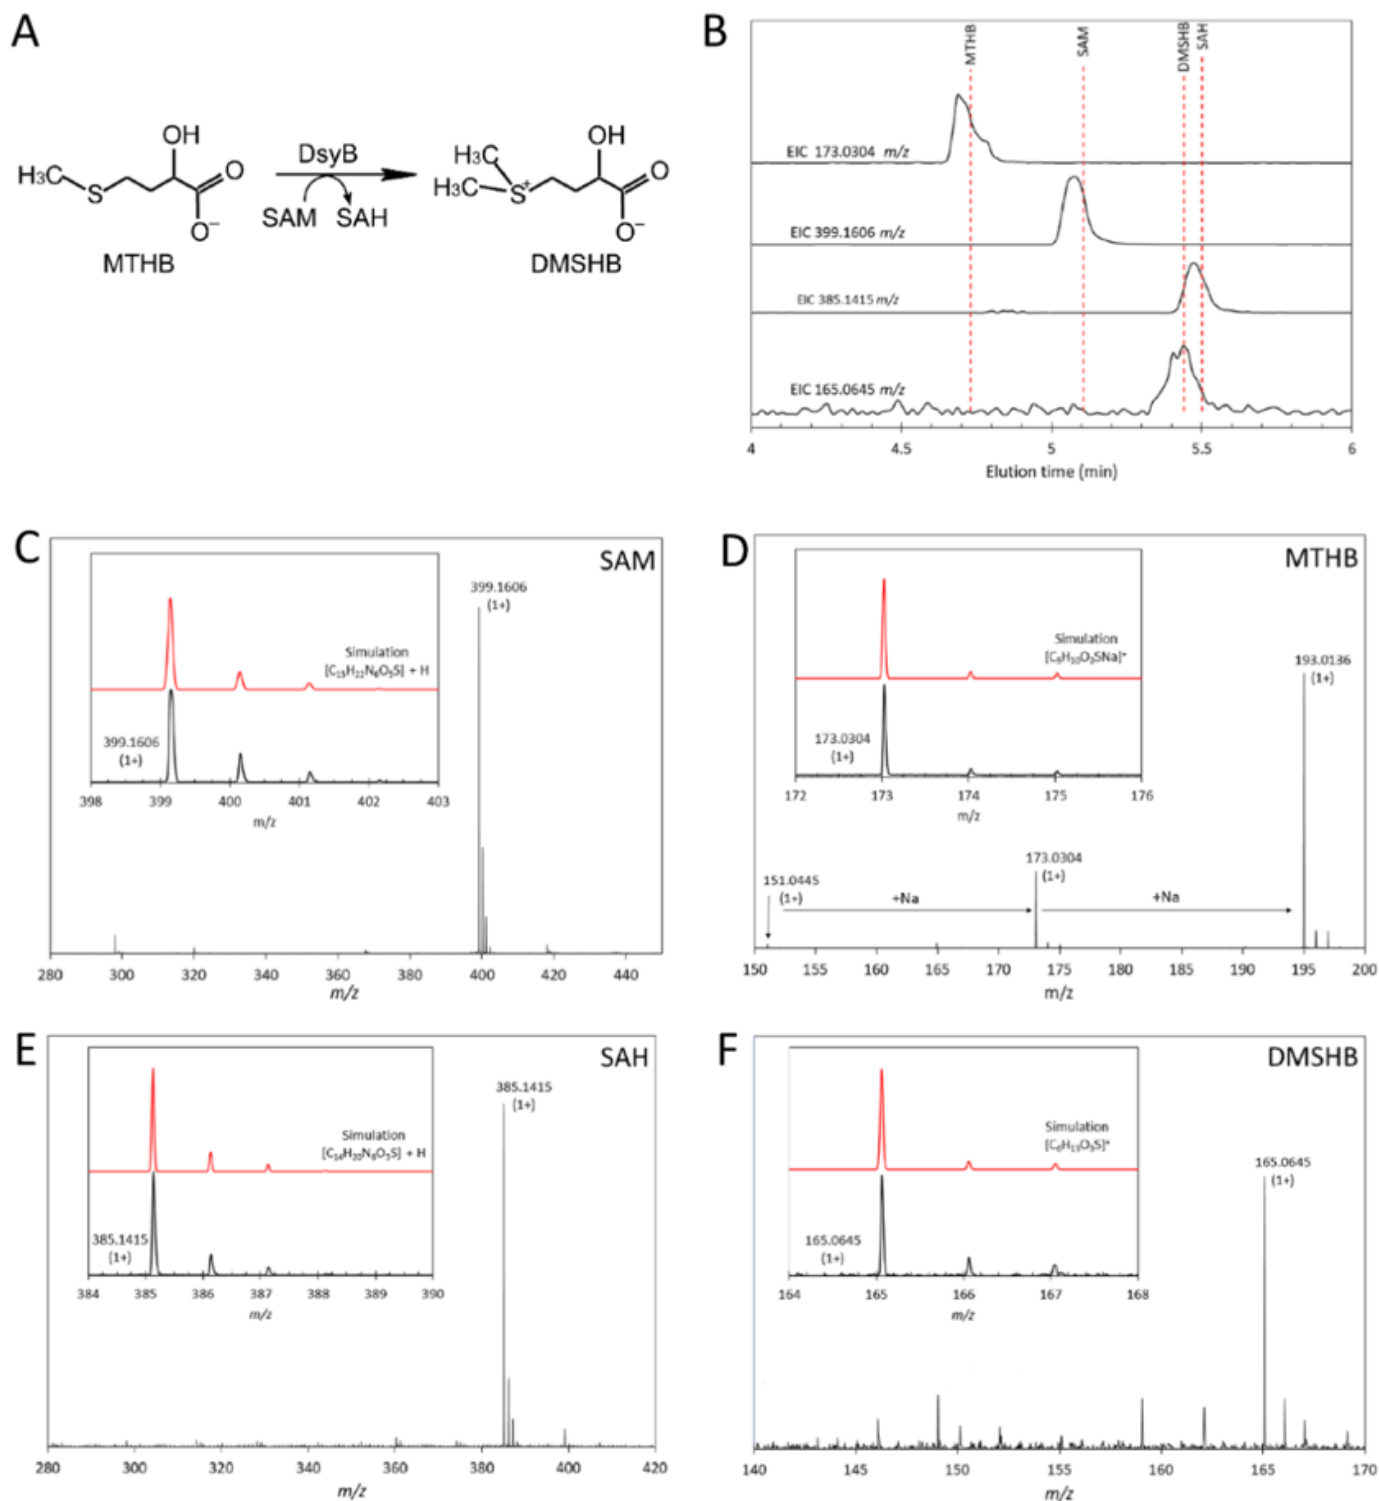 A
OH
H₃C
S
O
O⁻
MTHB
DsyB
SAM SAH
OH
H₃C
H₃C
S⁺
O
O⁻
DMSHB
B
MTHB
SAM
DMSHB
SAH
EIC 173.0304 m/z
EIC 399.1606 m/z
EIC 385.1415 m/z
EIC 165.0645 m/z
4 4.5 5 5.5 6
Elution time (min)
C
SAM
399.1606
(1+)
Simulation
[C₁₅H₂₂N₆O₅S] + H
399.1606
(1+)
398 399 400 401 402 403
m/z
280 300 320 340 360 380 400 420 440
m/z
D
MTHB
193.0136
(1+)
Simulation
[C₅H₁₀O₃SNa]⁺
173.0304
(1+)
172 173 174 175 176
m/z
173.0304
(1+)
151.0445
(1+)
+Na
+Na
150 155 160 165 170 175 180 185 190 195 200
m/z
E
SAH
385.1415
(1+)
Simulation
[C₁₄H₂₀N₆O₅S] + H
385.1415
(1+)
384 385 386 387 388 389 390
m/z
280 300 320 340 360 380 400 420
m/z
F
DMSHB
165.0645
(1+)
Simulation
[C₆H₁₃O₃S]⁺
165.0645
(1+)
164 165 166 167 168
m/z
140 145 150 155 160 165 170
m/z